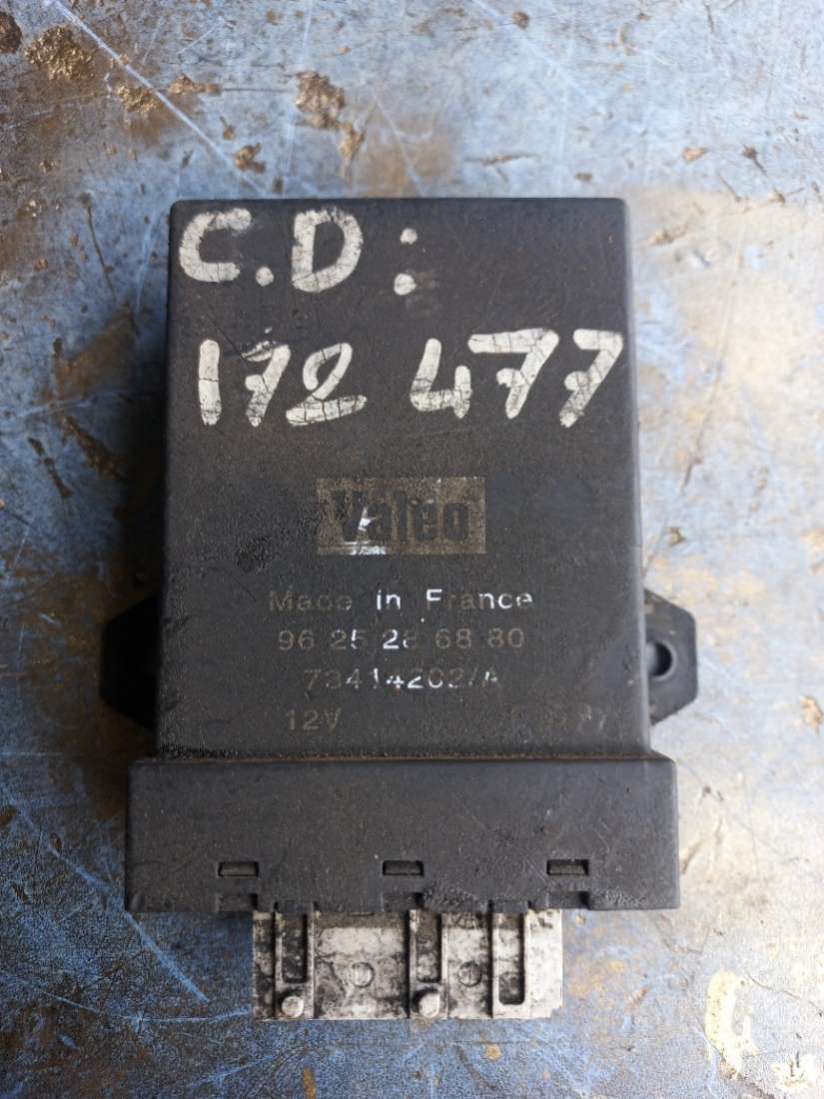 C.D:
172 477
Valeo
Made in France
96 25 28 68 80
73414202/A
12V